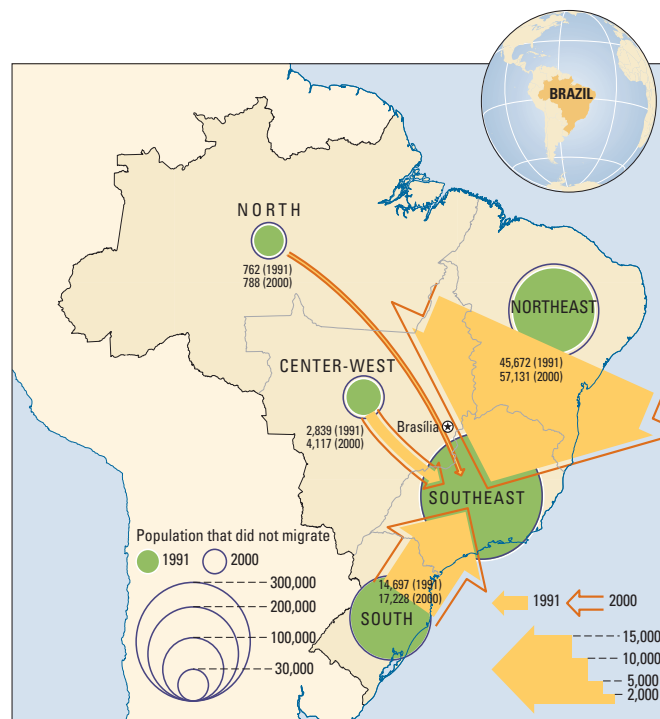 BRAZIL
NORTH
762 (1991)
788 (2000)
NORTHEAST
45,672 (1991)
57,131 (2000)
CENTER-WEST
2,839 (1991)
4,117 (2000)
Brasília
SOUTHEAST
14,697 (1991)
17,228 (2000)
SOUTH
Population that did not migrate
1991 2000
300,000
200,000
100,000
30,000
1991 2000
15,000
10,000
5,000
2,000